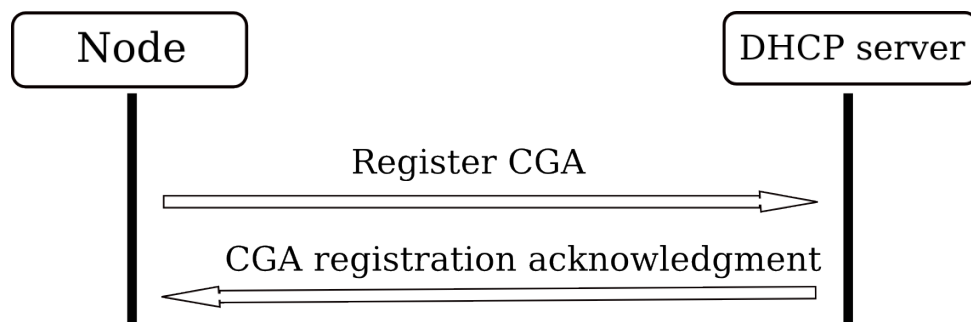 Node
DHCP server
Register CGA
CGA registration acknowledgment